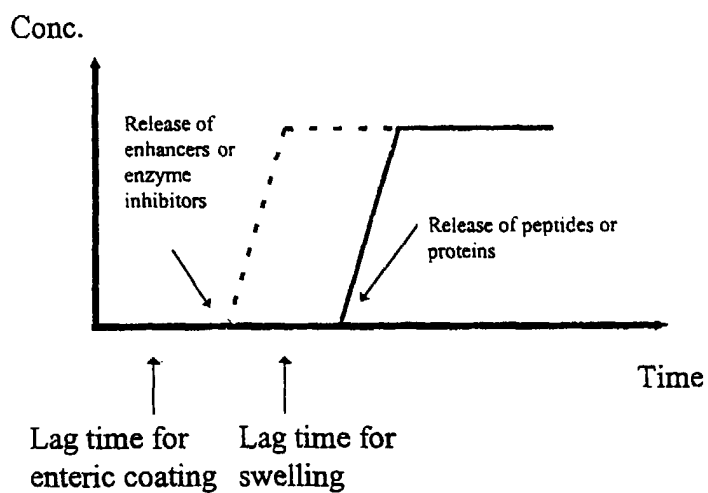 Conc.
Release of
enhancers or
enzyme
inhibitors
Release of peptides or
proteins
Time
Lag time for
enteric coating
Lag time for
swelling